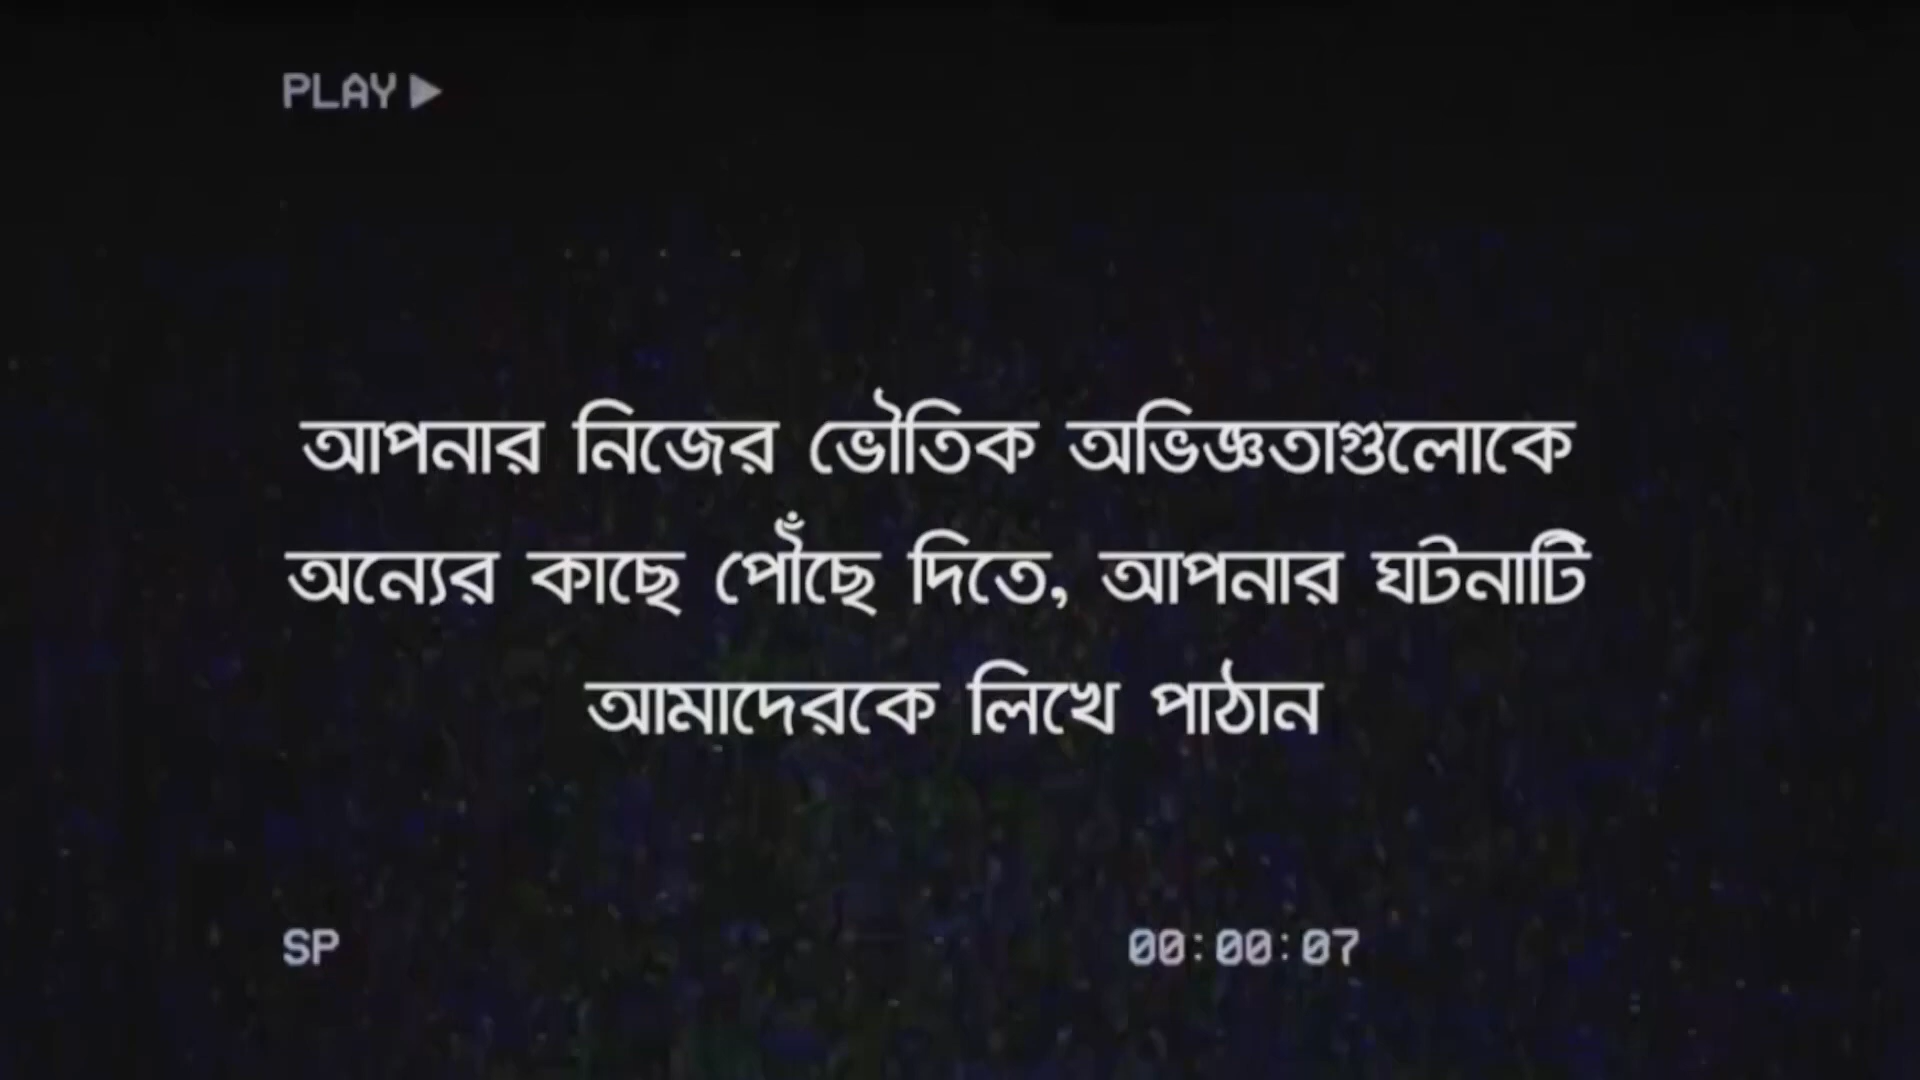 PLAY ▶
আপনার নিজের ভৌতিক অভিজ্ঞতাগুলোকে
অন্যের কাছে পৌঁছে দিতে, আপনার ঘটনাটি
আমাদেরকে লিখে পাঠান
SP 00:00:07